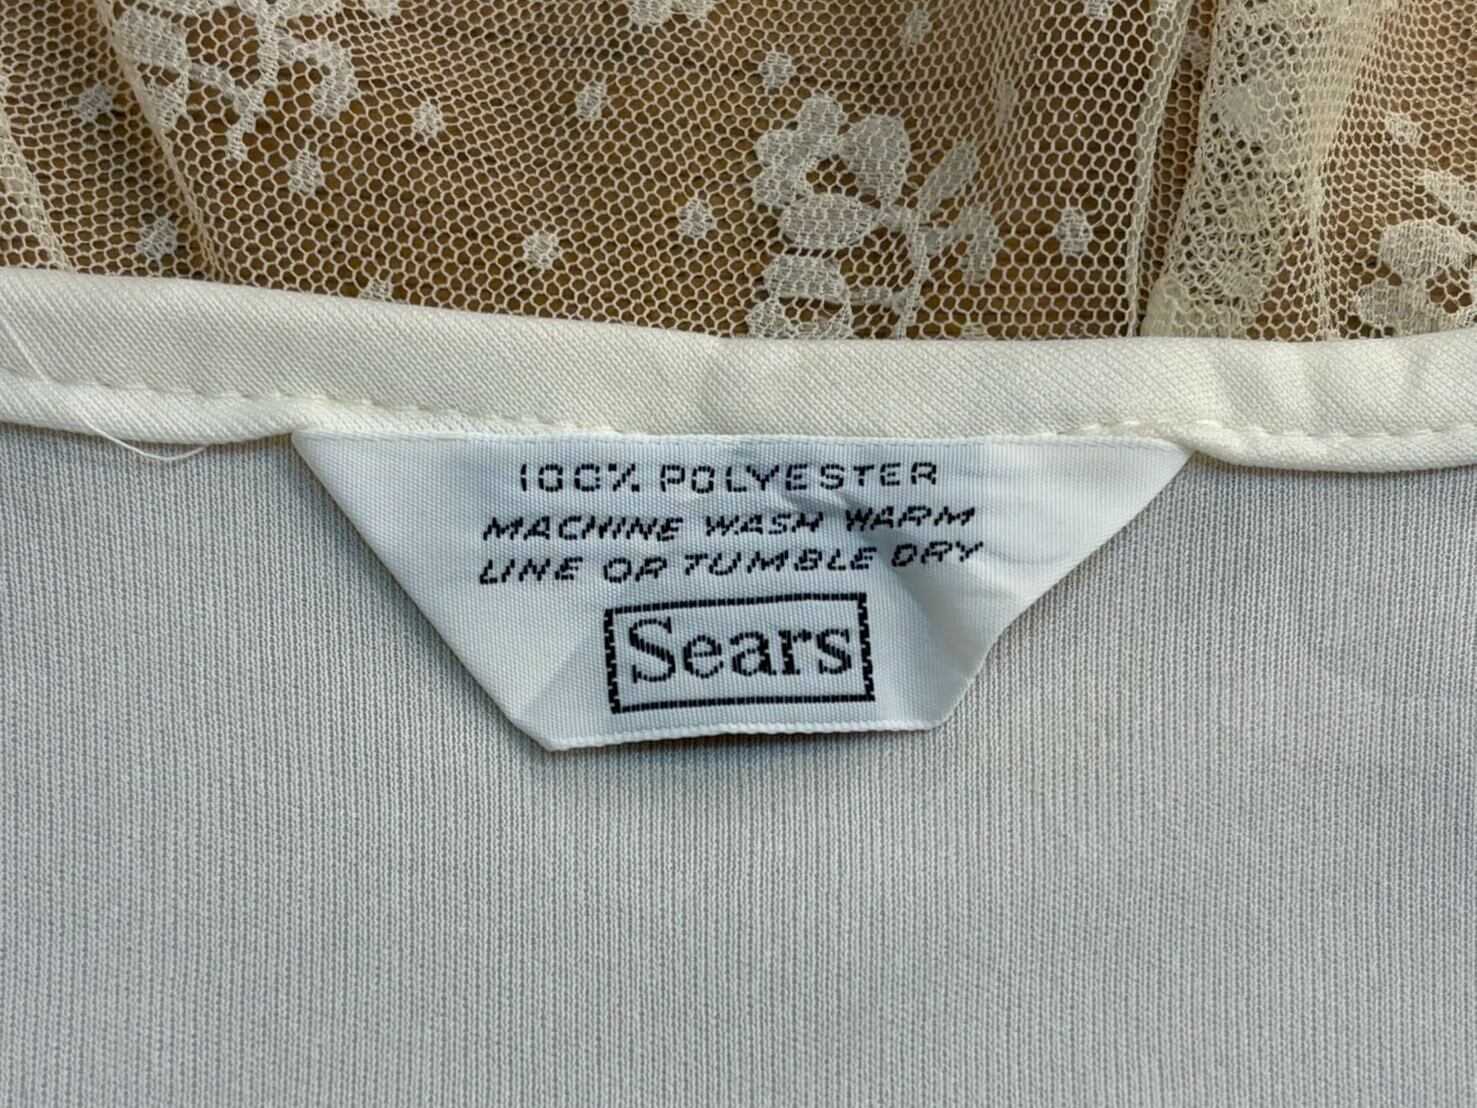 100% POLYESTER
MACHINE WASH WARM
LINE OR TUMBLE DRY
Sears